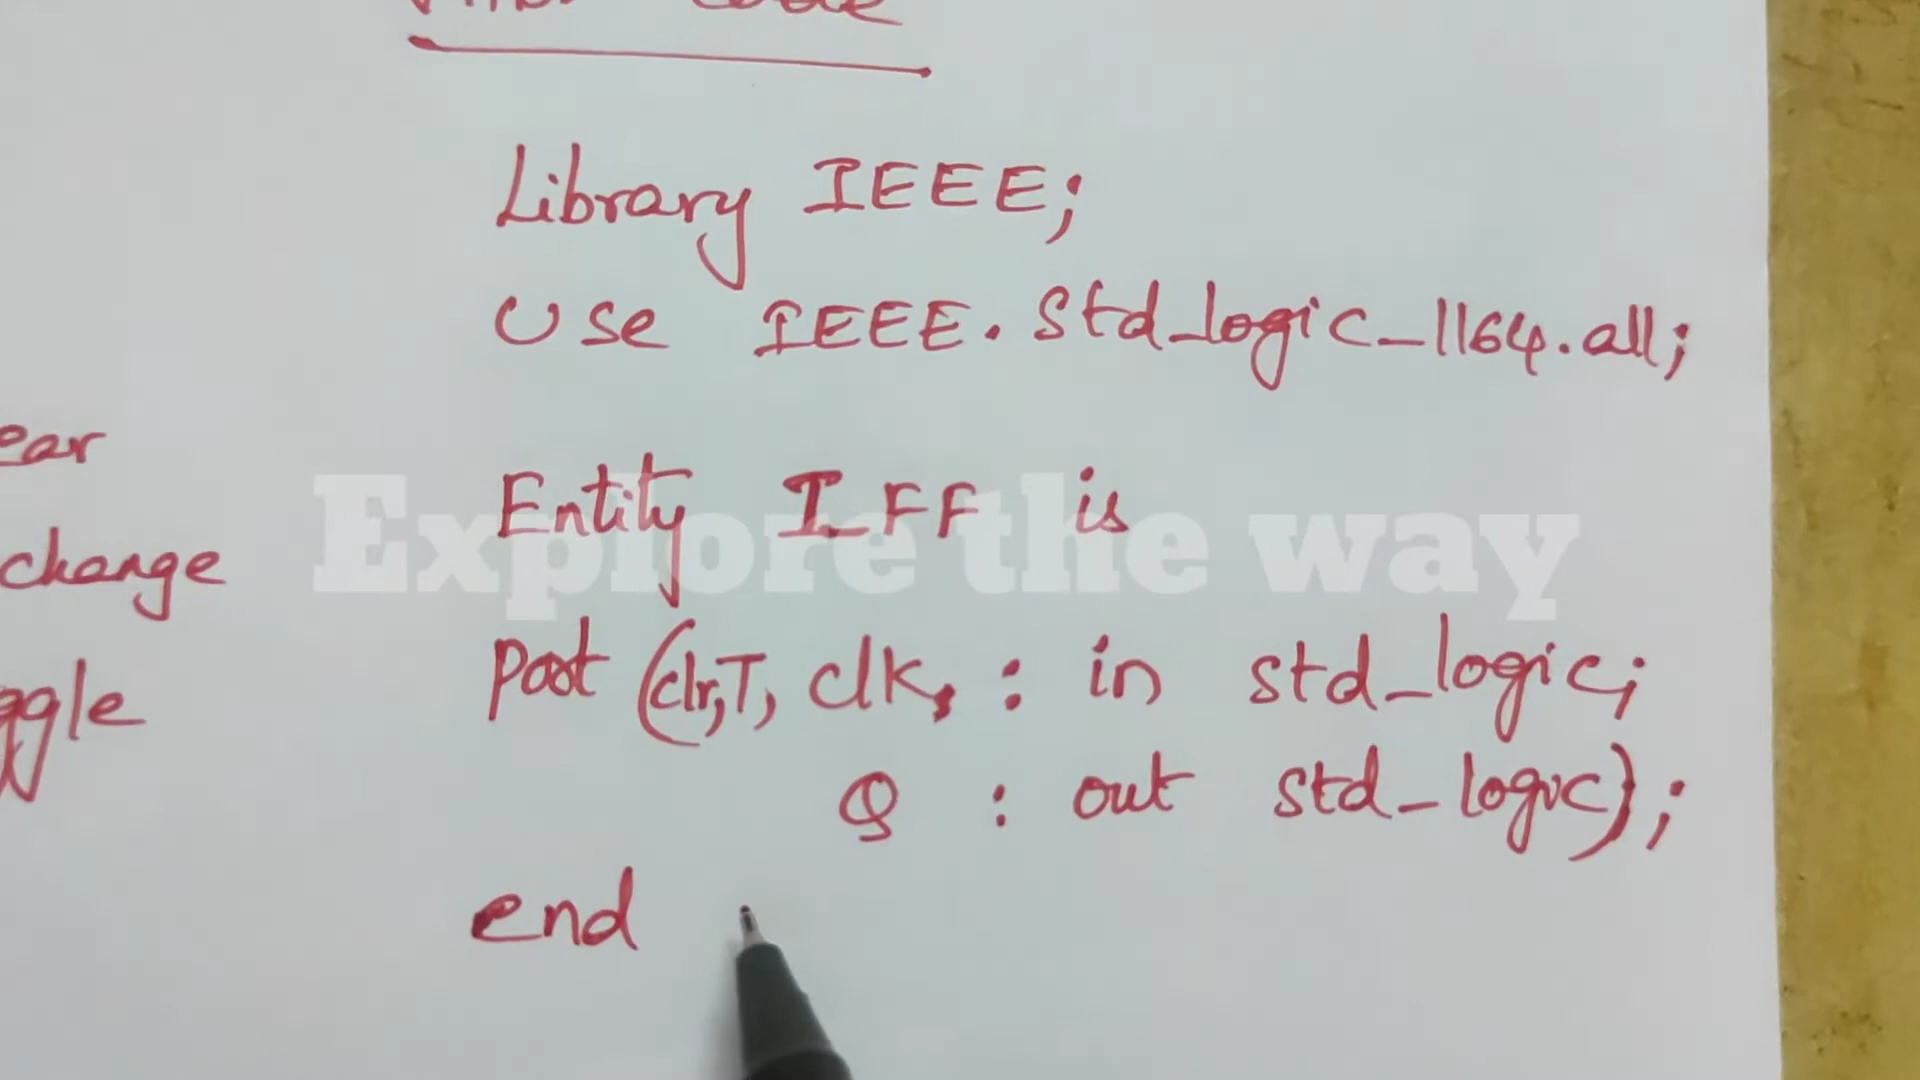 code
Library IEEE;
Use IEEE.Std_logic_1164.all;
ear
change
ggle
Entity T_FF is
Port (clr,T, clk, : in std_logic;
Q : out std_logic);
end
Explore the way